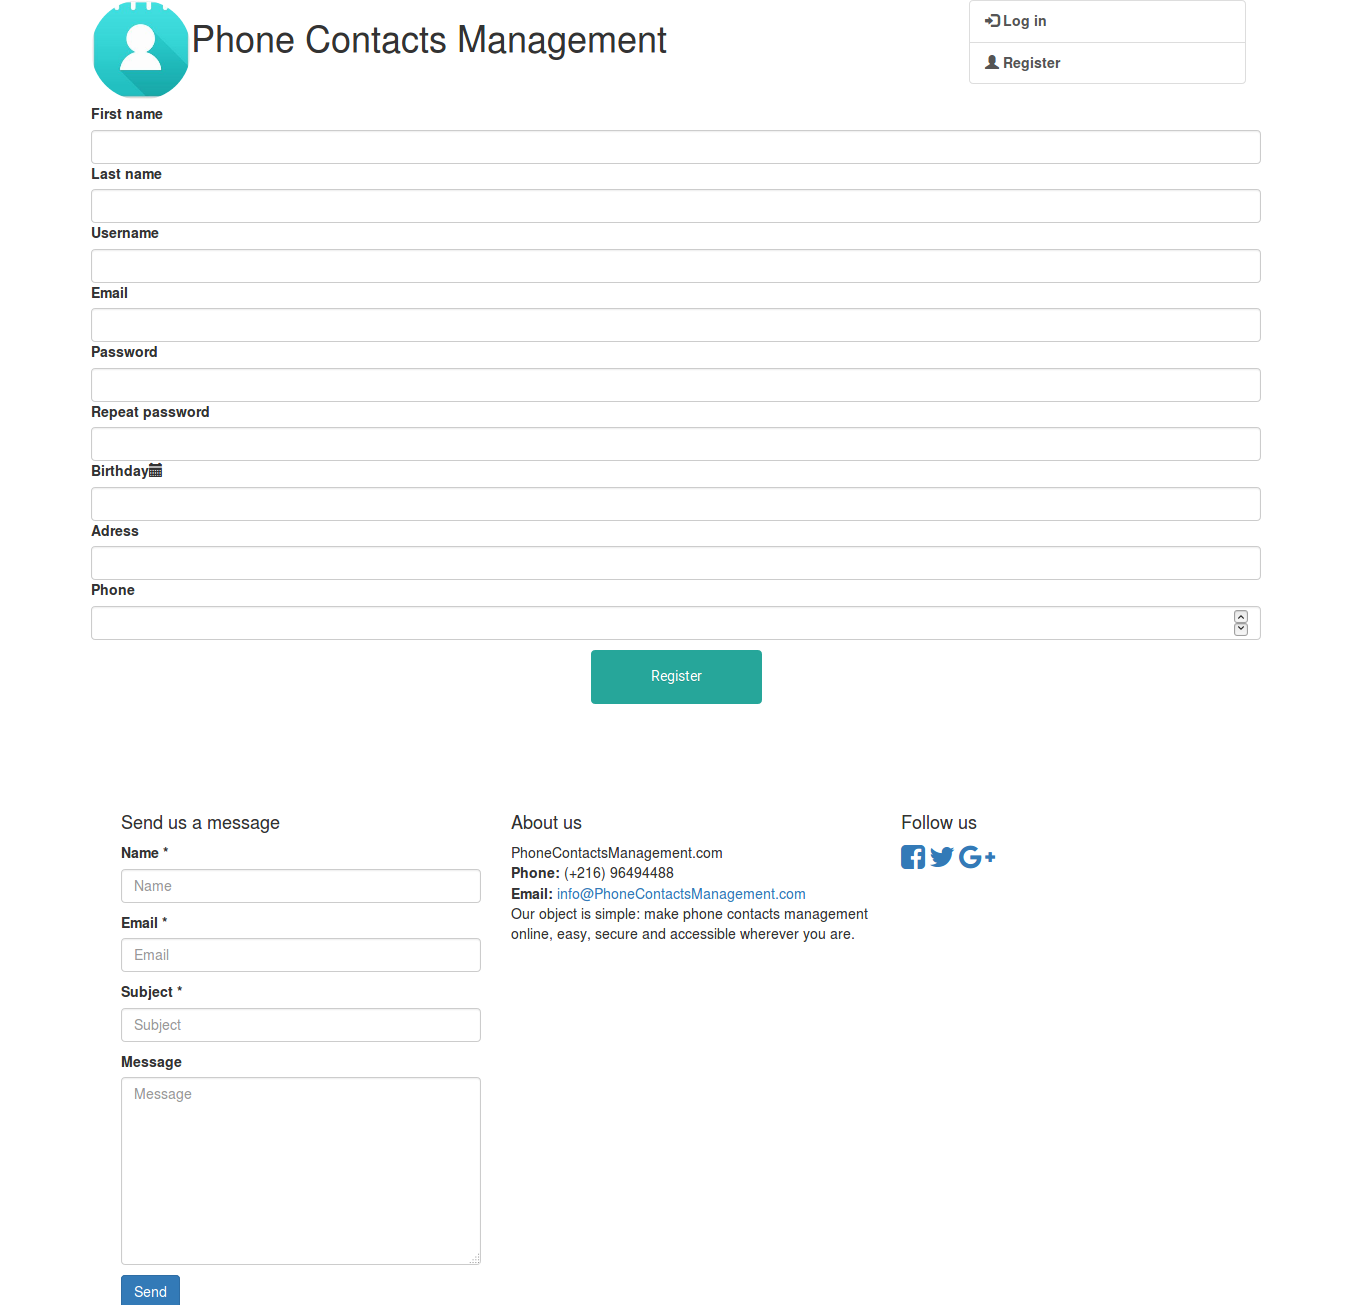 Phone Contacts Management
Log in
Register
First name
Last name
Username
Email
Password
Repeat password
Birthday
Adress
Phone
Register
Send us a message
Name *
Name
Email *
Email
Subject *
Subject
Message
Message
Send
About us
PhoneContactsManagement.com
Phone: (+216) 96494488
Email: info@PhoneContactsManagement.com
Our object is simple: make phone contacts management
online, easy, secure and accessible wherever you are.
Follow us